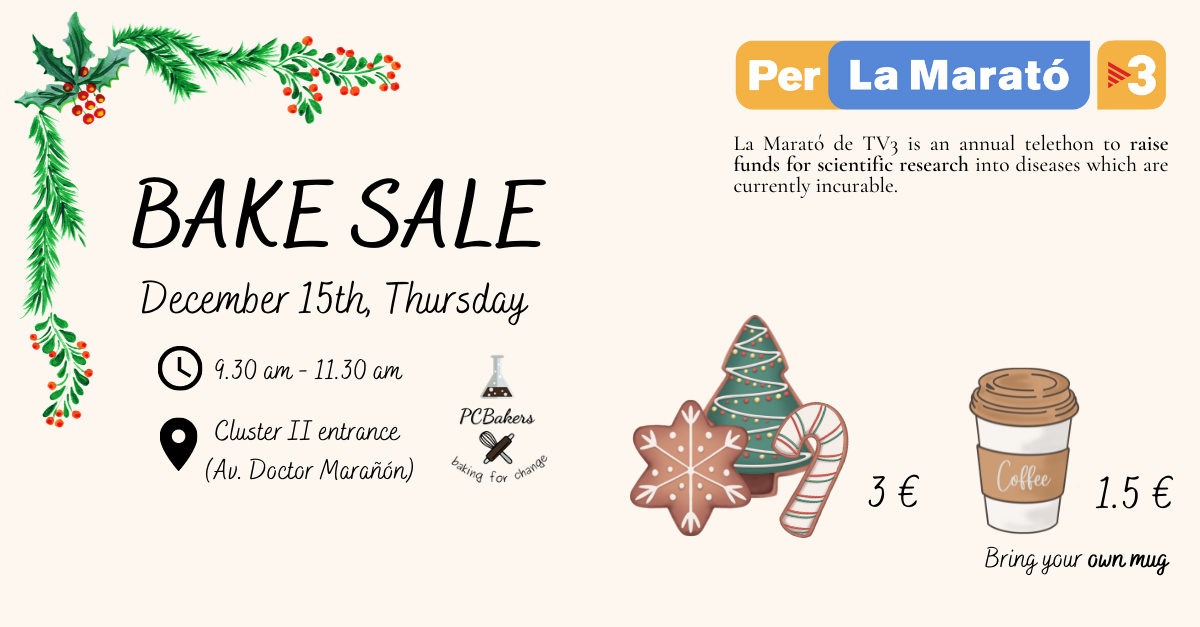 BAKE SALE
December 15th, Thursday
9.30 am - 11.30 am
Cluster II entrance
(Av. Doctor Marañón)
PCBakers
baking for change
Per La Marató 3
La Marató de TV3 is an annual telethon to raise
funds for scientific research into diseases which are
currently incurable.
3 €
Coffee
1.5 €
Bring your own mug